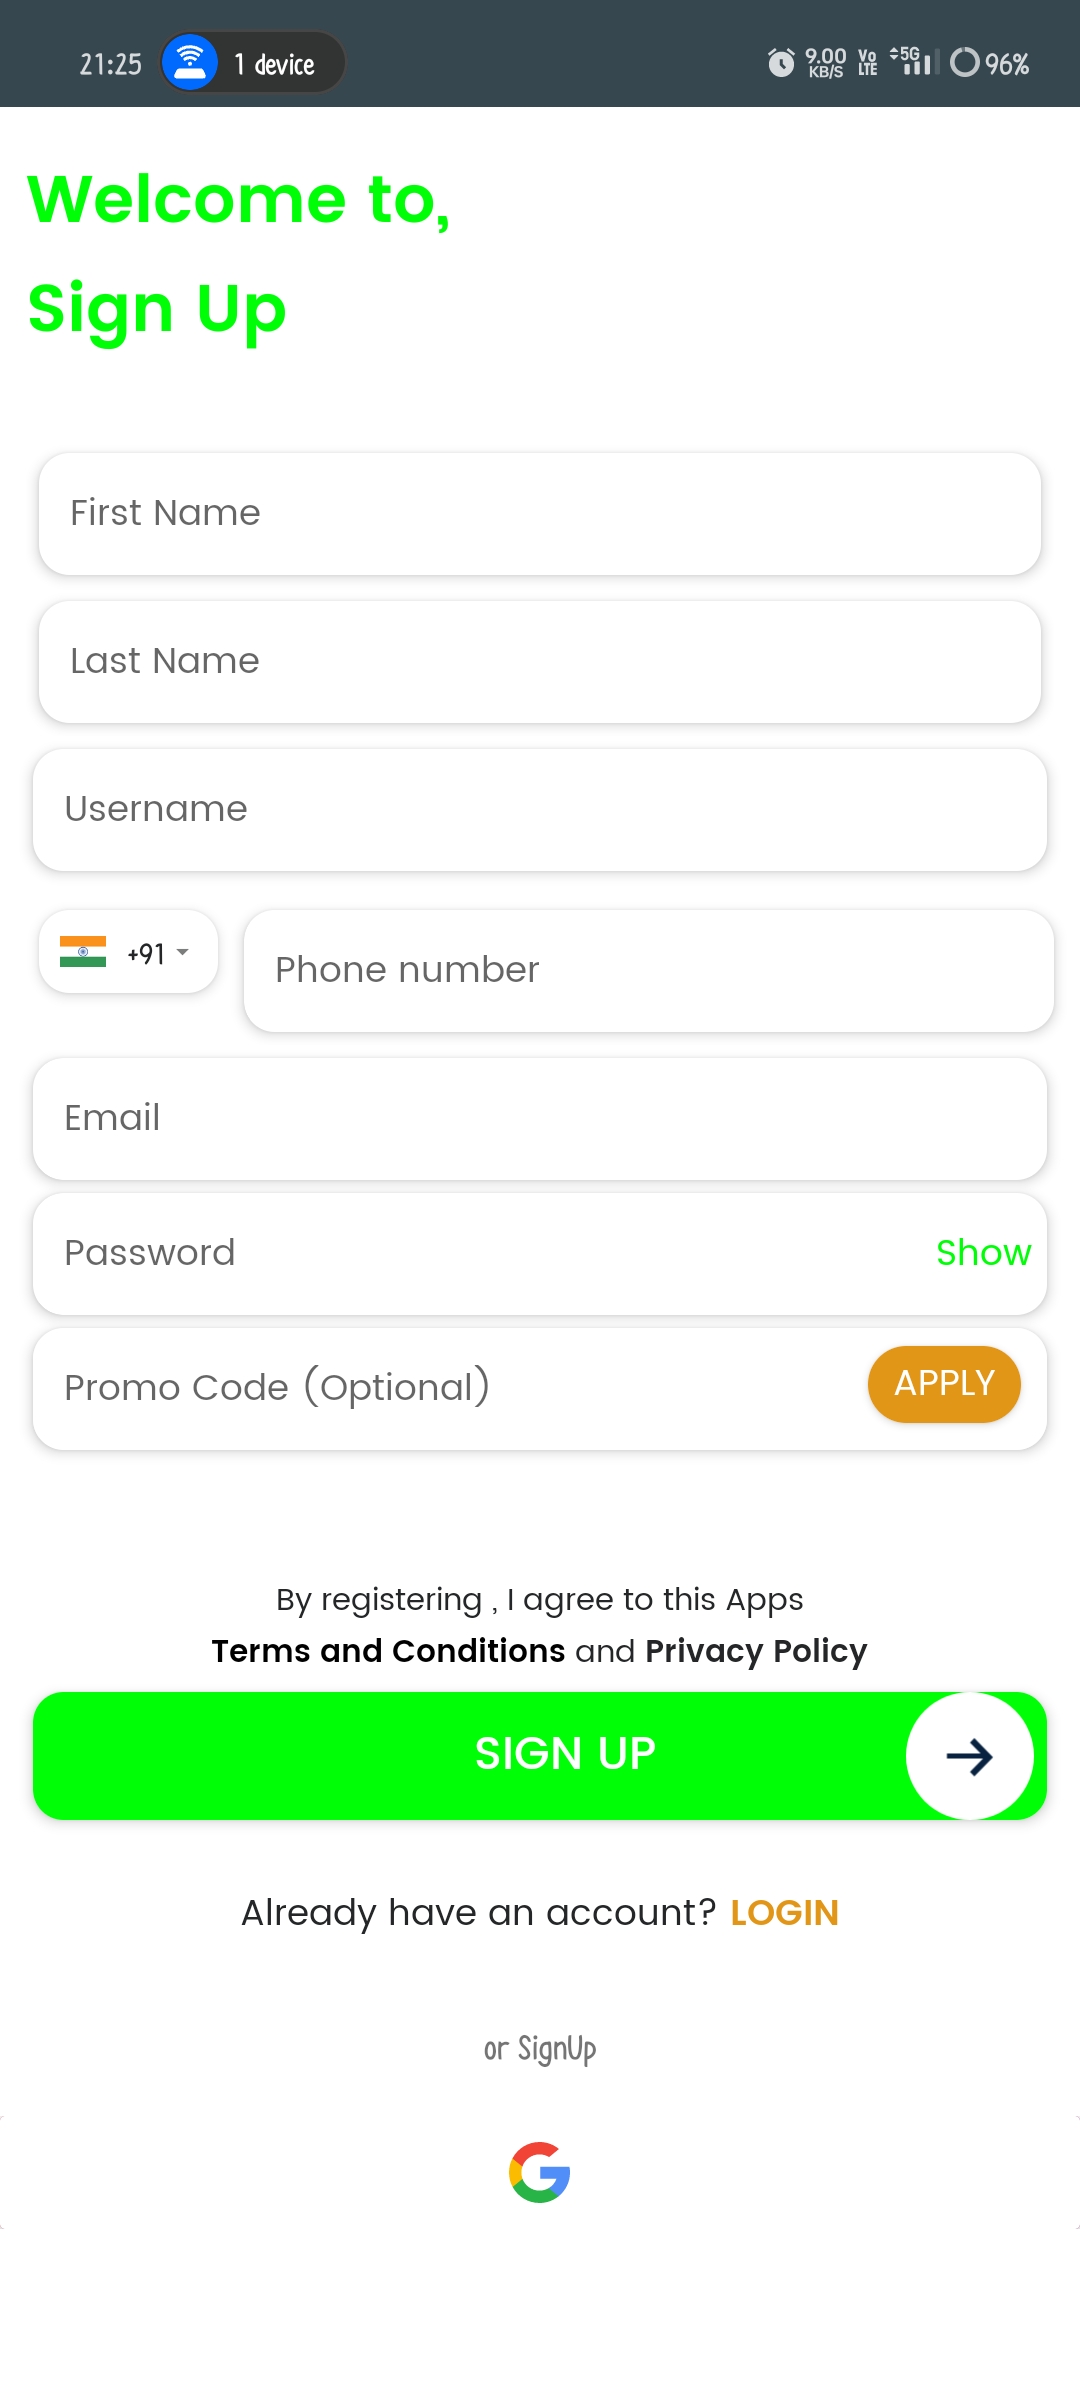 21:25 1 device 9.00 KB/S Vo LTE 5G 96%
Welcome to,
Sign Up
First Name
Last Name
Username
+91 Phone number
Email
Password Show
Promo Code (Optional) APPLY
By registering , I agree to this Apps
Terms and Conditions and Privacy Policy
SIGN UP
Already have an account? LOGIN
or SignUp